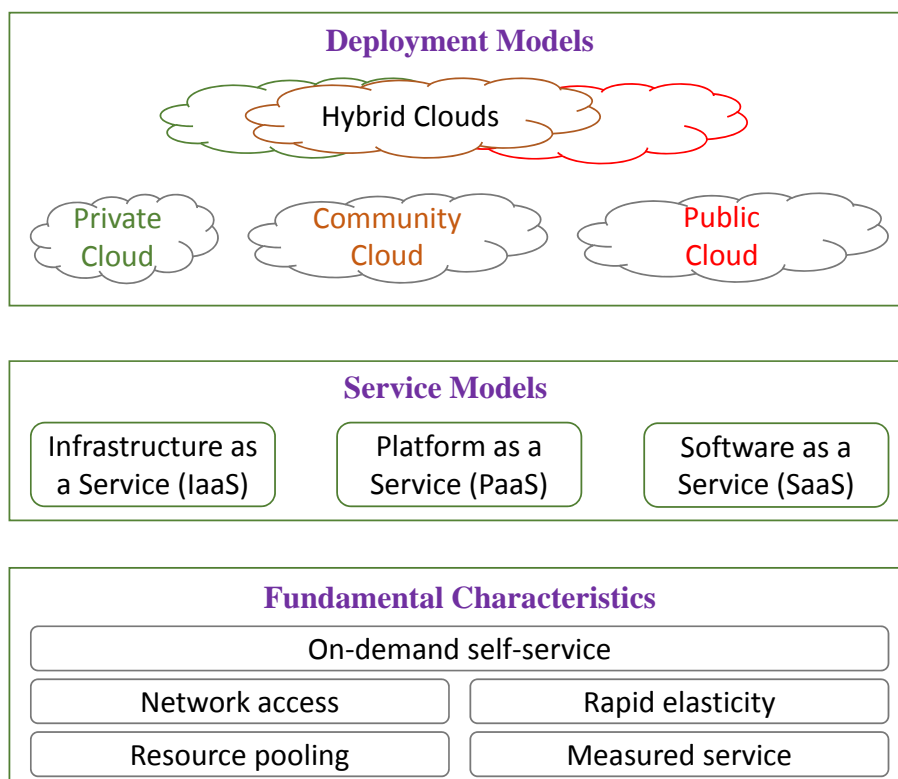 Deployment Models
Hybrid Clouds
Private
Cloud
Community
Cloud
Public
Cloud
Service Models
Infrastructure as
a Service (IaaS)
Platform as a
Service (PaaS)
Software as a
Service (SaaS)
Fundamental Characteristics
On-demand self-service
Network access
Rapid elasticity
Resource pooling
Measured service